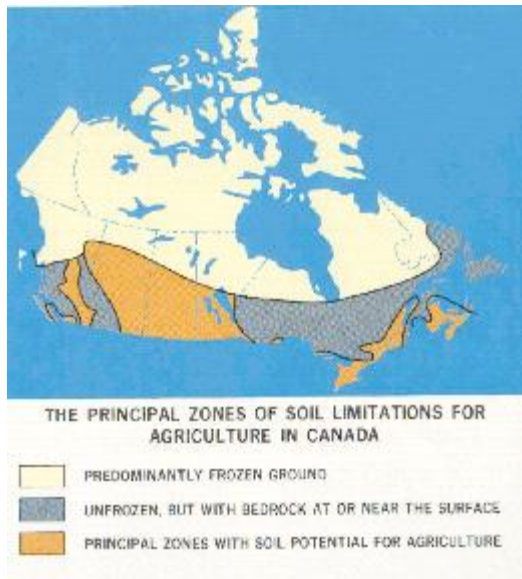 THE PRINCIPAL ZONES OF SOIL LIMITATIONS FOR
AGRICULTURE IN CANADA
PREDOMINANTLY FROZEN GROUND
UNFROZEN, BUT WITH BEDROCK AT OR NEAR THE SURFACE
PRINCIPAL ZONES WITH SOIL POTENTIAL FOR AGRICULTURE